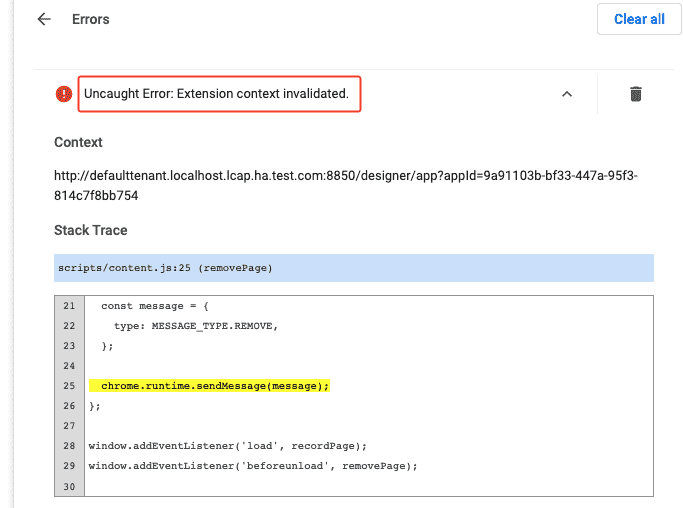 Errors
Clear all
Uncaught Error: Extension context invalidated.
Context
http://defaulttenant.localhost.lcap.ha.test.com:8850/designer/app?appId=9a91103b-bf33-447a-95f3-
814c7f8bb754
Stack Trace
scripts/content.js:25 (removePage)
21 const message = {
22 type: MESSAGE_TYPE.REMOVE,
23 };
24
25 chrome.runtime.sendMessage(message);
26 };
27
28 window.addEventListener('load', recordPage);
29 window.addEventListener('beforeunload', removePage);
30